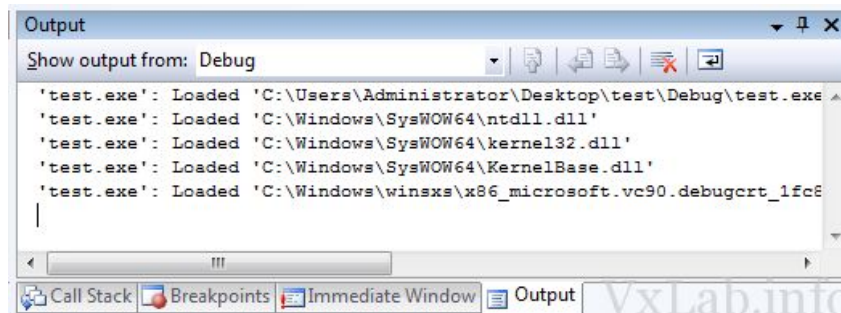 Output
Show output from: Debug
'test.exe': Loaded 'C:\Users\Administrator\Desktop\test\Debug\test.exe
'test.exe': Loaded 'C:\Windows\SysWOW64\ntdll.dll'
'test.exe': Loaded 'C:\Windows\SysWOW64\kernel32.dll'
'test.exe': Loaded 'C:\Windows\SysWOW64\KernelBase.dll'
'test.exe': Loaded 'C:\Windows\winsxs\x86_microsoft.vc90.debugcrt_1fc8
Call Stack Breakpoints Immediate Window Output VxLab.info